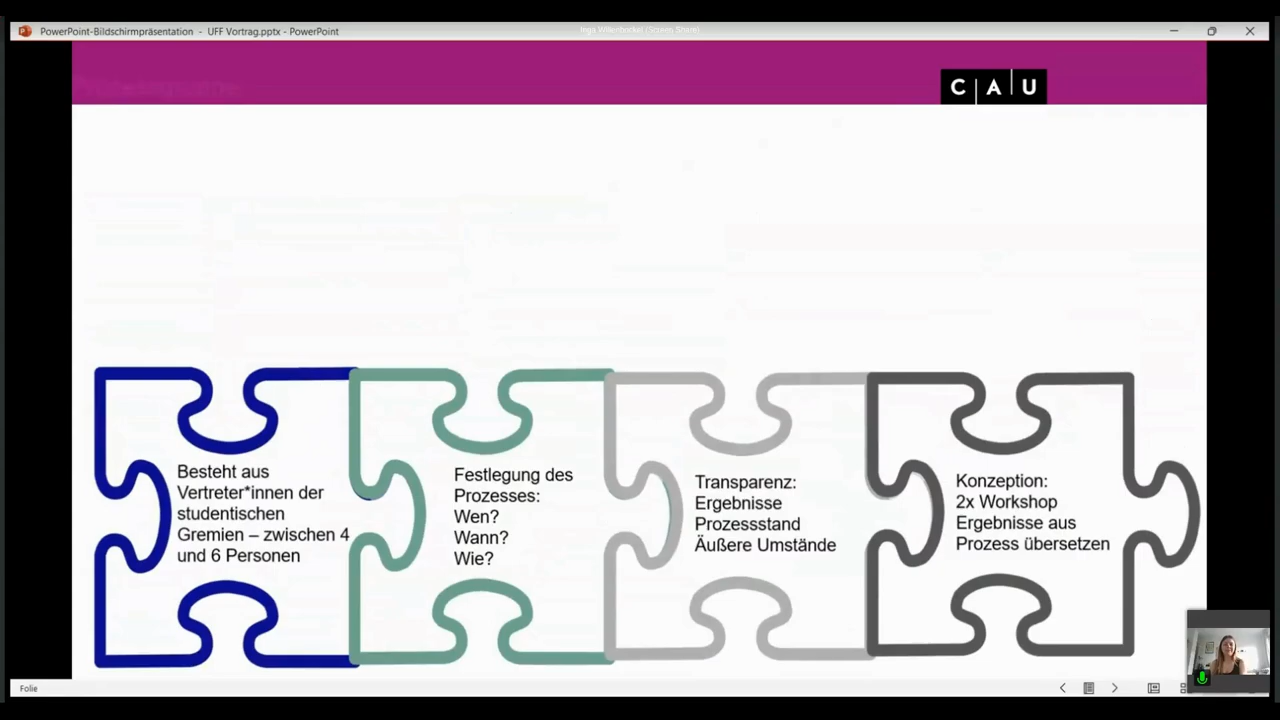 PowerPoint-Bildschirmpräsentation - UFF Vortrag.pptx - PowerPoint
C A U
Besteht aus
Vertreter*innen der
studentischen
Gremien – zwischen 4
und 6 Personen
Festlegung des
Prozesses:
Wen?
Wann?
Wie?
Transparenz:
Ergebnisse
Prozessstand
Äußere Umstände
Konzeption:
2x Workshop
Ergebnisse aus
Prozess übersetzen
Folie